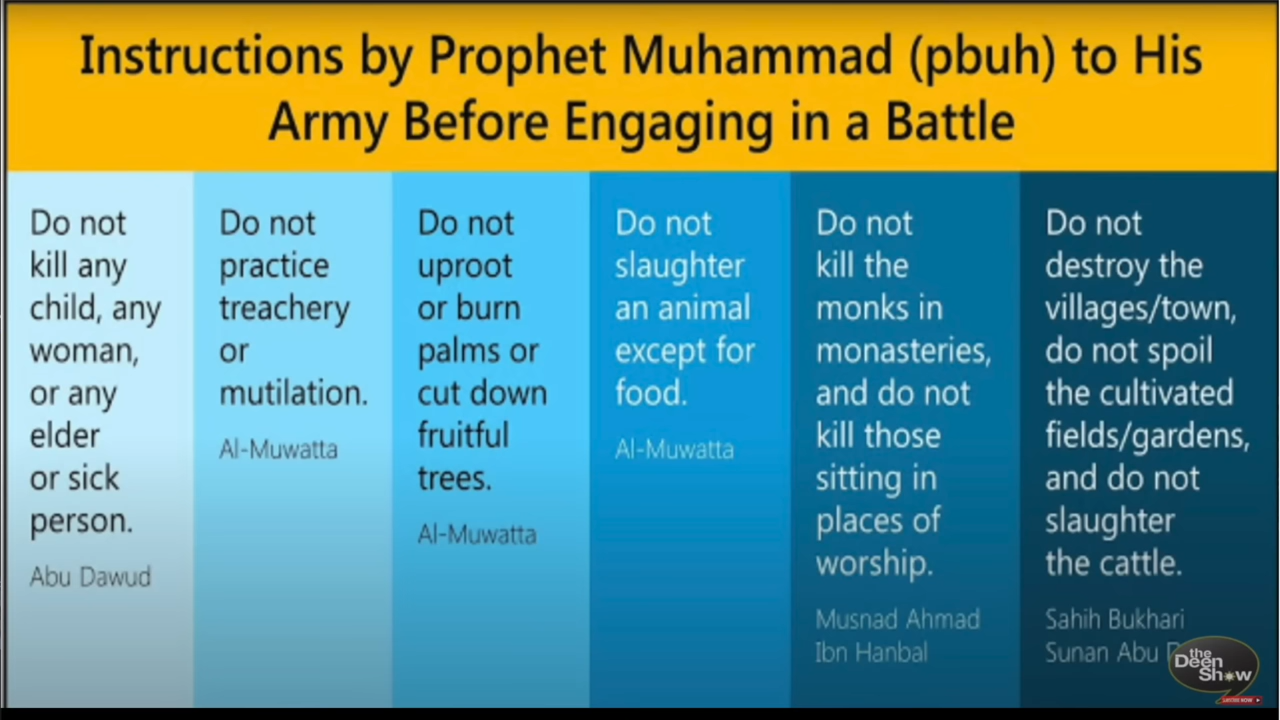 Instructions by Prophet Muhammad (pbuh) to His
Army Before Engaging in a Battle
Do not
kill any
child, any
woman,
or any
elder
or sick
person.
Abu Dawud
Do not
practice
treachery
or
mutilation.
Al-Muwatta
Do not
uproot
or burn
palms or
cut down
fruitful
trees.
Al-Muwatta
Do not
slaughter
an animal
except for
food.
Al-Muwatta
Do not
kill the
monks in
monasteries,
and do not
kill those
sitting in
places of
worship.
Musnad Ahmad
Ibn Hanbal
Do not
destroy the
villages/town,
do not spoil
the cultivated
fields/gardens,
and do not
slaughter
the cattle.
Sahih Bukhari
Sunan Abu
the
Deen
Show